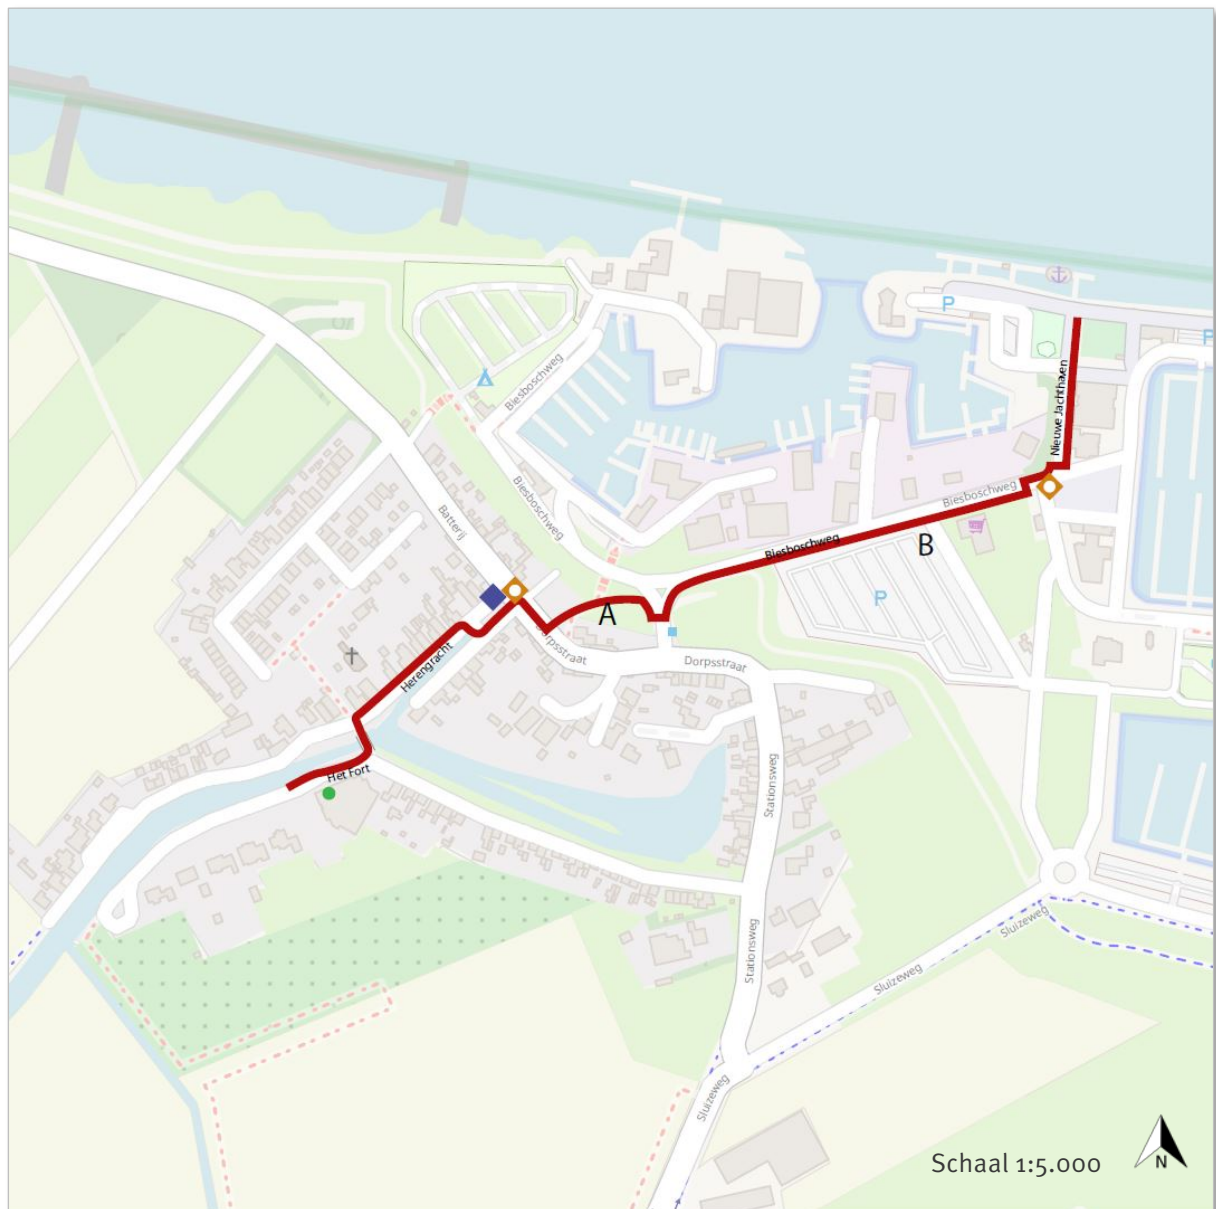 P
P
Biesboschweg
Nieuwe Jachthaven
Biesboschweg
Biesboschweg
Batterij
Biesboschweg
B
P
A
Dorpsstraat
Dorpsstraat
Herengracht
Het Fort
Stationsweg
Stationsweg
Sluizeweg
Sluizeweg
Sluizeweg
Schaal 1:5.000
N